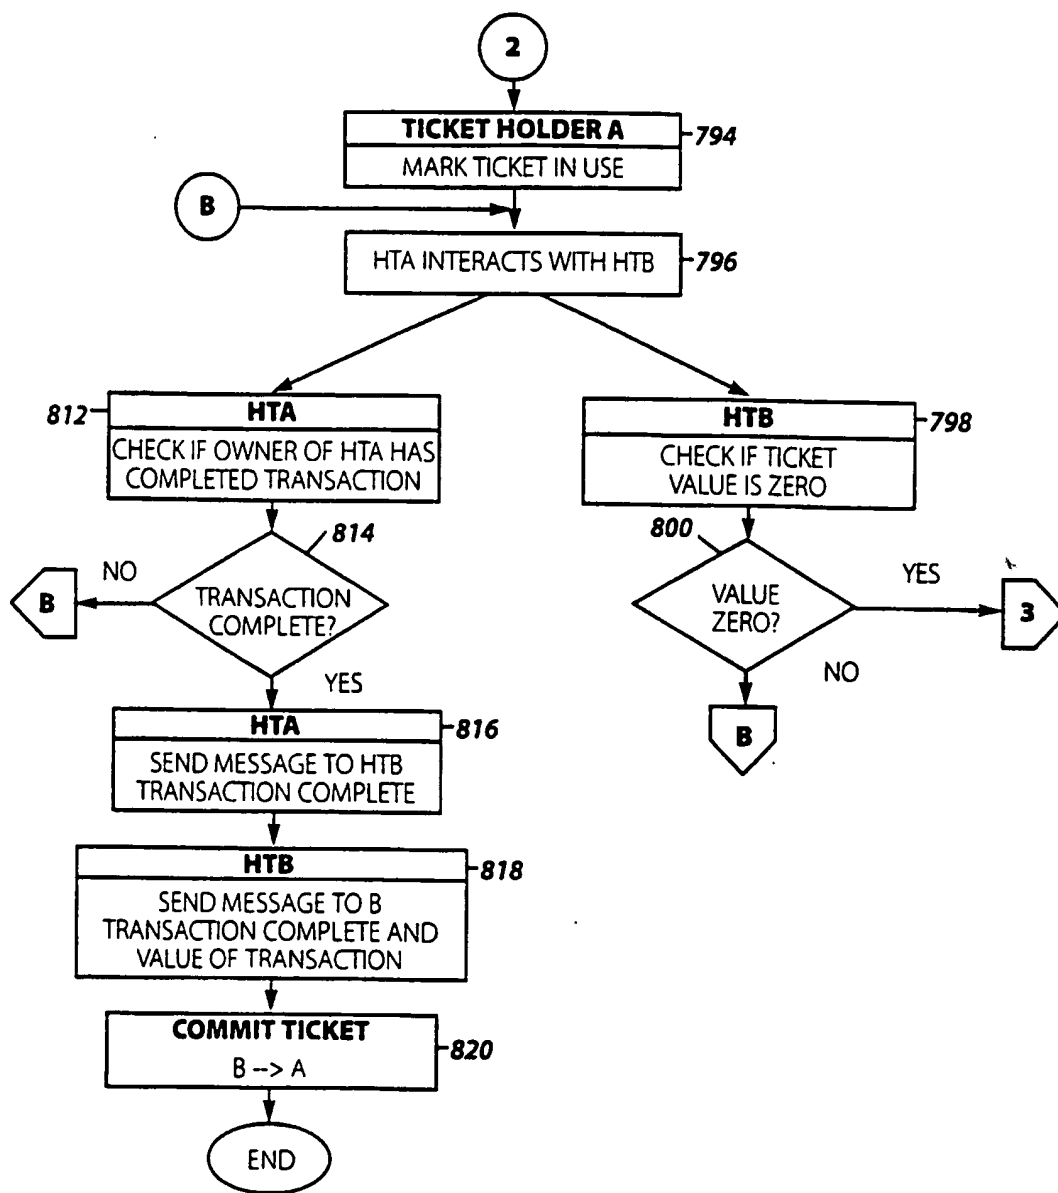 2
TICKET HOLDER A
794
MARK TICKET IN USE
B
HTA INTERACTS WITH HTB
796
812
HTA
CHECK IF OWNER OF HTA HAS
COMPLETED TRANSACTION
HTB
798
CHECK IF TICKET
VALUE IS ZERO
814
NO
B
TRANSACTION
COMPLETE?
YES
800
VALUE
ZERO?
YES
3
NO
B
HTA
816
SEND MESSAGE TO HTB
TRANSACTION COMPLETE
HTB
818
SEND MESSAGE TO B
TRANSACTION COMPLETE AND
VALUE OF TRANSACTION
COMMIT TICKET
820
B --> A
END